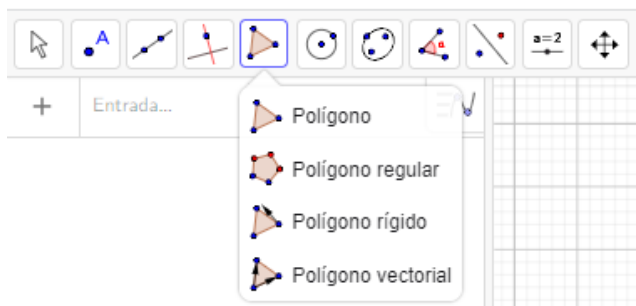 A
α
a=2
+ Entrada...
Polígono
Polígono regular
Polígono rígido
Polígono vectorial